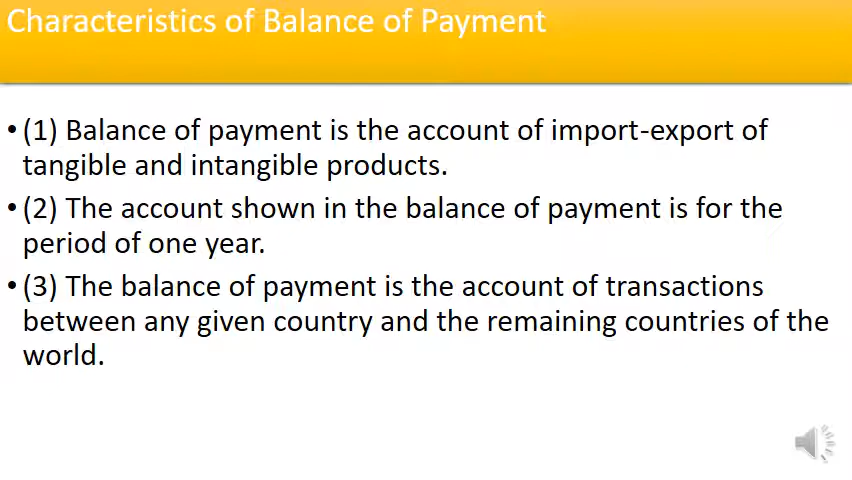 Characteristics of Balance of Payment
• (1) Balance of payment is the account of import-export of
tangible and intangible products.
• (2) The account shown in the balance of payment is for the
period of one year.
• (3) The balance of payment is the account of transactions
between any given country and the remaining countries of the
world.